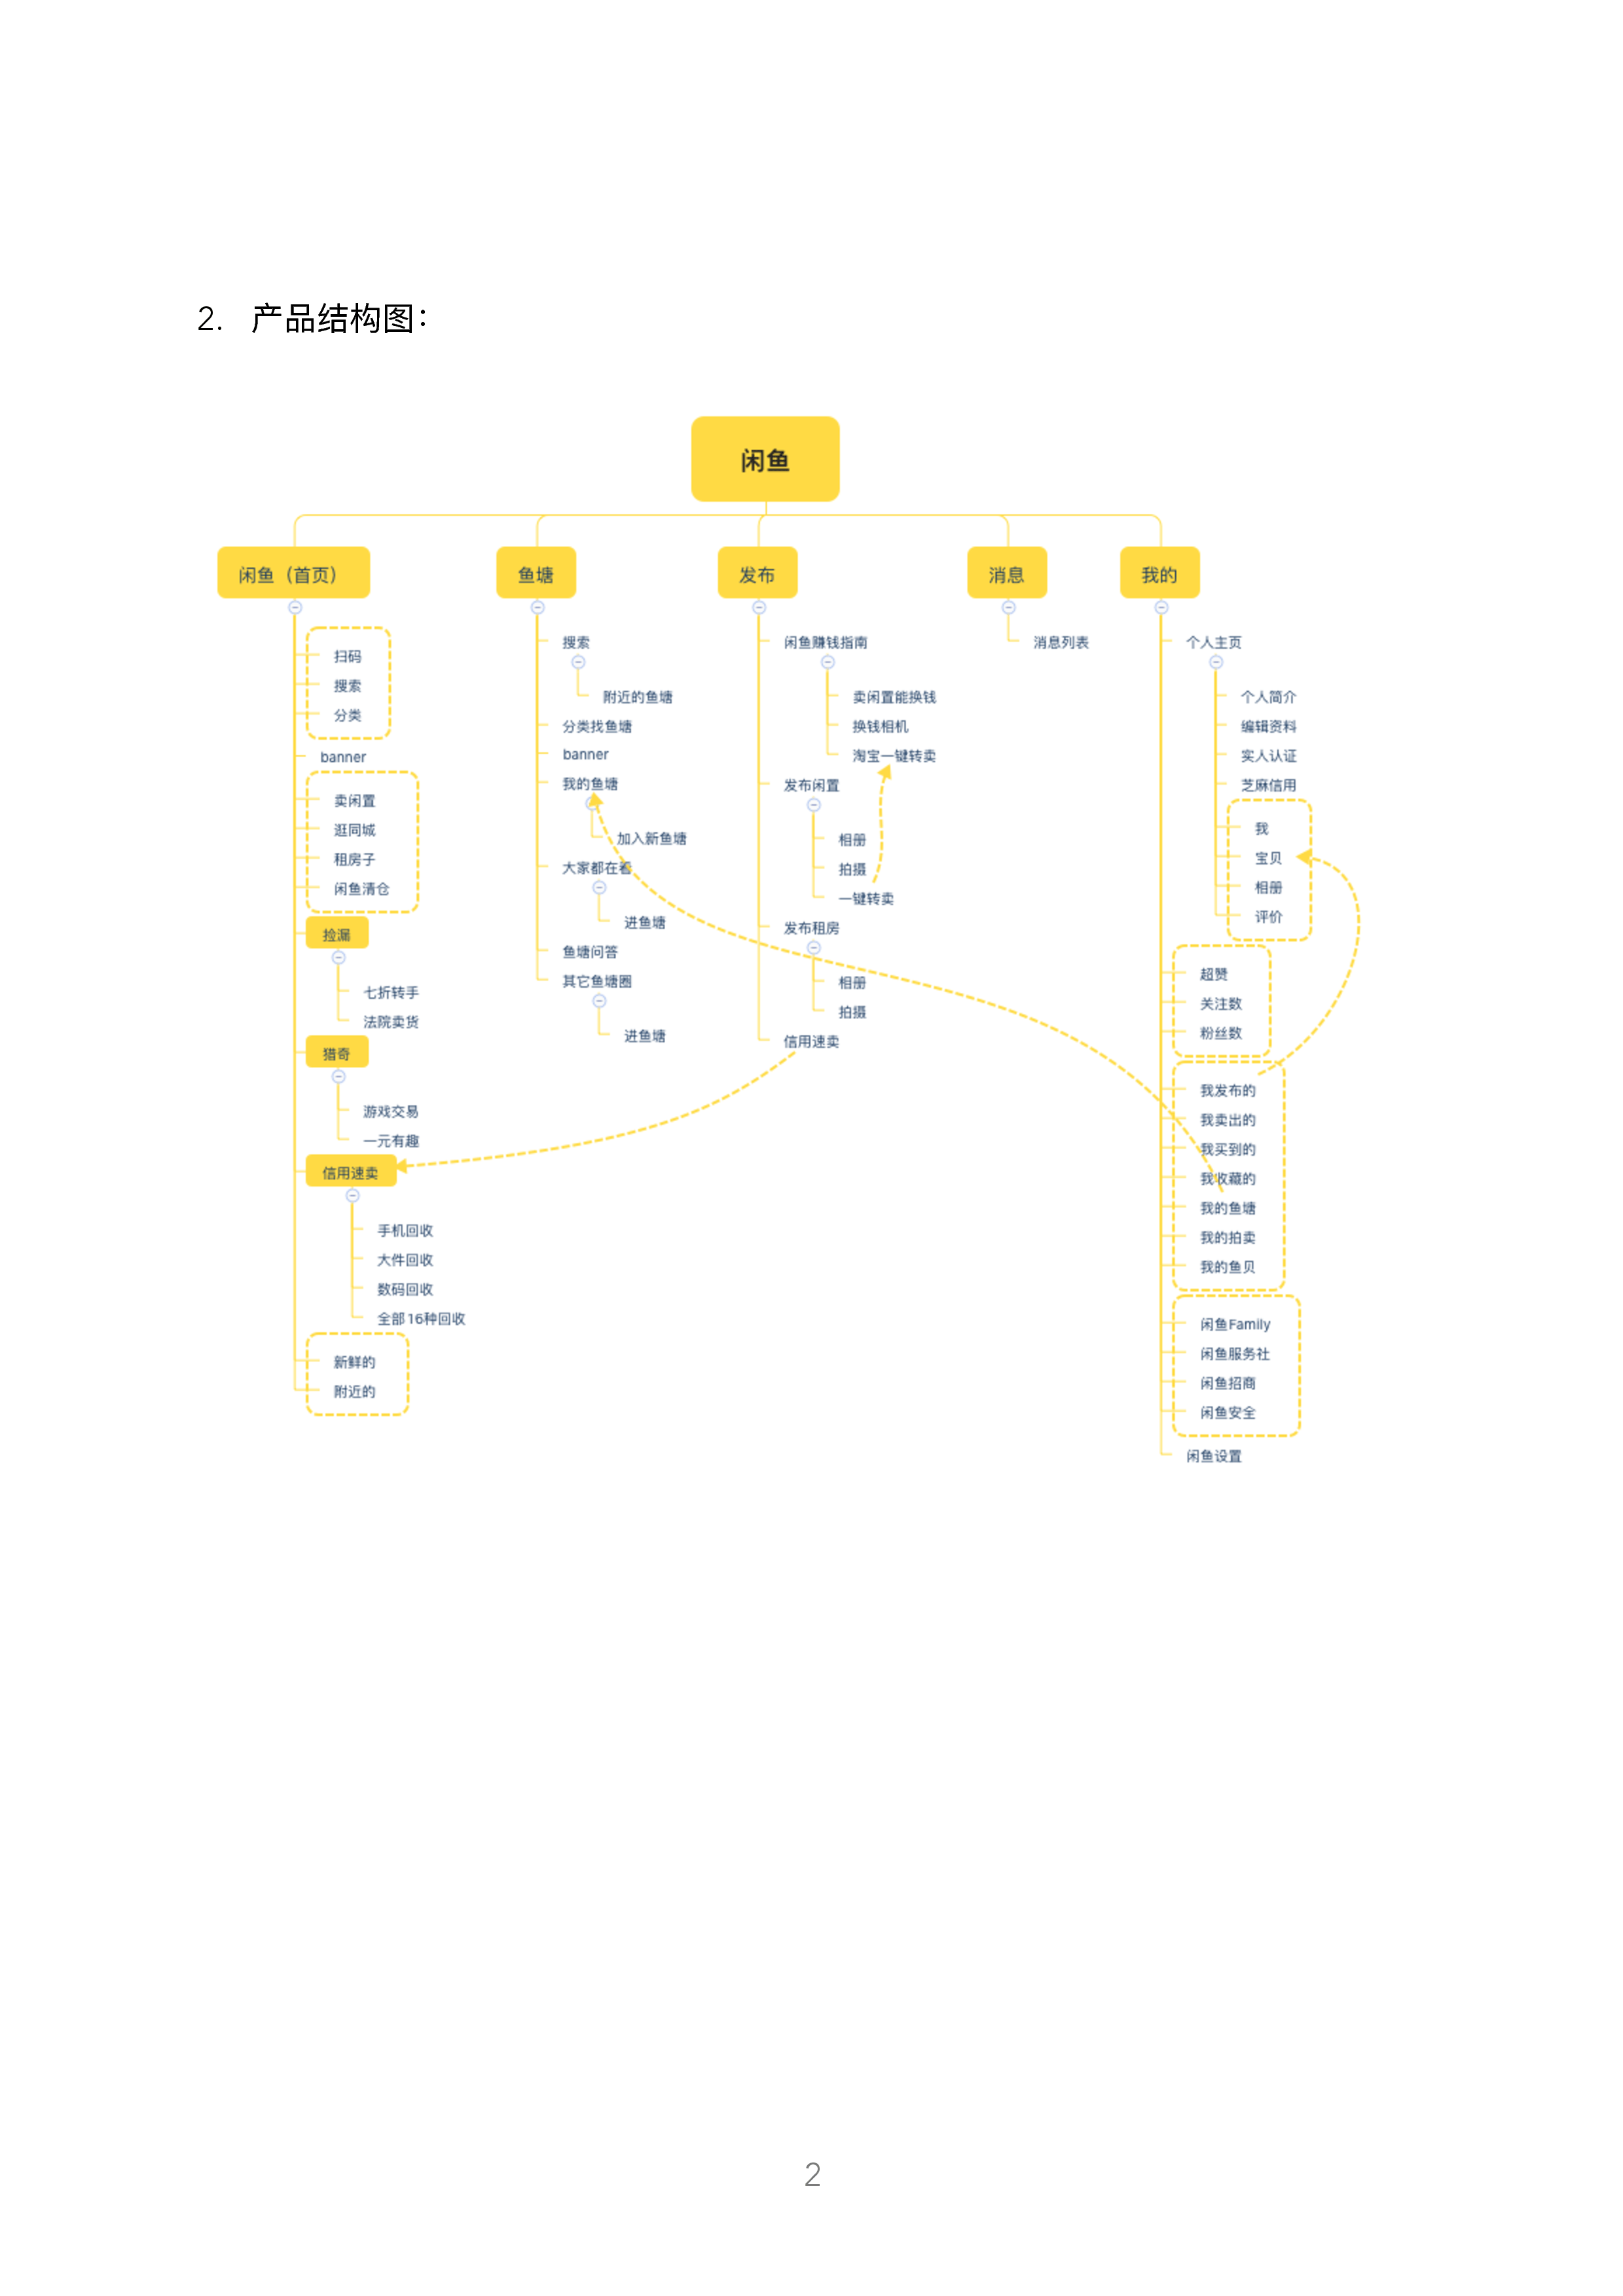 2. 产品结构图：
闲鱼
闲鱼（首页）
扫码
搜索
分类
banner
卖闲置
逛同城
租房子
闲鱼清仓
捡漏
七折转手
法院卖货
猎奇
游戏交易
一元有趣
信用速卖
手机回收
大件回收
数码回收
全部16种回收
新鲜的
附近的
鱼塘
搜索
附近的鱼塘
分类找鱼塘
banner
我的鱼塘
加入新鱼塘
大家都在看
进鱼塘
鱼塘问答
其它鱼塘圈
进鱼塘
发布
闲鱼赚钱指南
卖闲置能换钱
换钱相机
淘宝一键转卖
发布闲置
相册
拍摄
一键转卖
发布租房
相册
拍摄
信用速卖
消息
消息列表
我的
个人主页
个人简介
编辑资料
实人认证
芝麻信用
我
宝贝
相册
评价
超赞
关注数
粉丝数
我发布的
我卖出的
我买到的
我收藏的
我的鱼塘
我的拍卖
我的鱼贝
闲鱼Family
闲鱼服务社
闲鱼招商
闲鱼安全
闲鱼设置
2